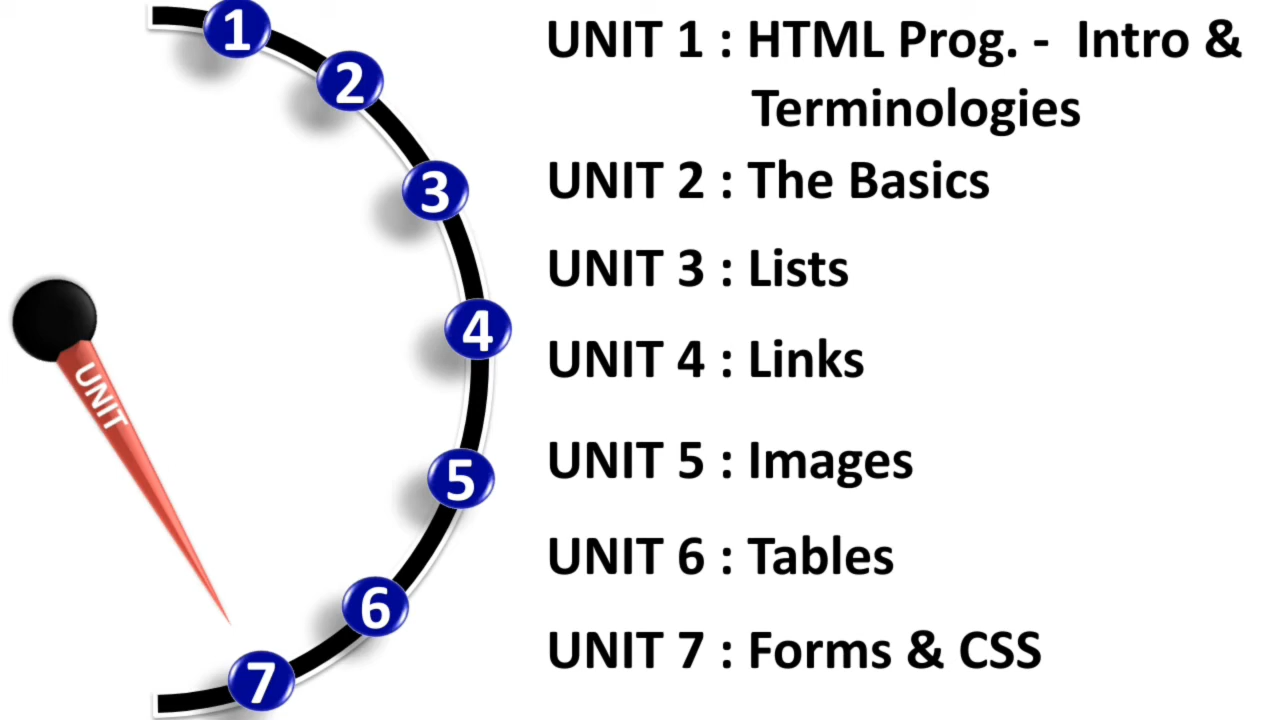 1
2
3
4
5
6
7
UNIT
UNIT 1 : HTML Prog. - Intro &
Terminologies
UNIT 2 : The Basics
UNIT 3 : Lists
UNIT 4 : Links
UNIT 5 : Images
UNIT 6 : Tables
UNIT 7 : Forms & CSS